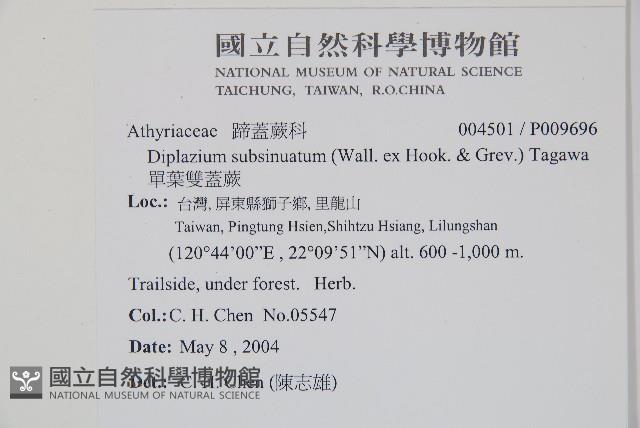 國立自然科學博物館
NATIONAL MUSEUM OF NATURAL SCIENCE
TAICHUNG, TAIWAN, R.O.CHINA
Athyriaceae 蹄蓋蕨科 004501 / P009696
Diplazium subsinuatum (Wall. ex Hook. & Grev.) Tagawa
單葉雙蓋蕨
Loc.: 台灣, 屏東縣獅子鄉, 里龍山
Taiwan, Pingtung Hsien,Shihtzu Hsiang, Lilungshan
(120°44'00"E , 22°09'51"N) alt. 600 -1,000 m.
Trailside, under forest. Herb.
Col.: C. H. Chen No.05547
Date: May 8 , 2004
Det.: C. H. Chen (陳志雄)
國立自然科學博物館
NATIONAL MUSEUM OF NATURAL SCIENCE